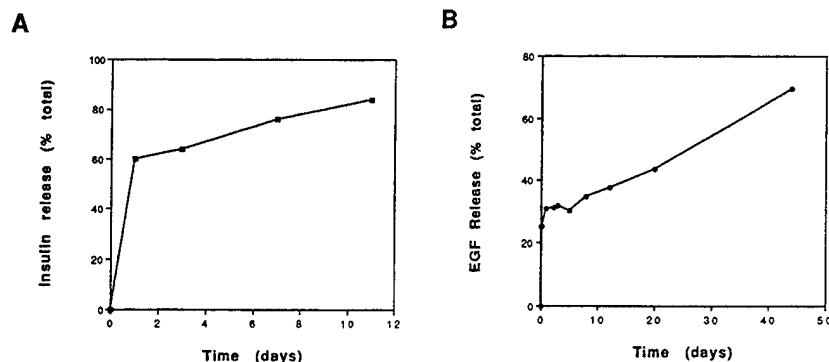 A
Insulin release (% total)
100
80
60
40
20
0
0 2 4 6 8 10 12
Time (days)
B
EGF Release (% total)
80
60
40
20
0
0 10 20 30 40 50
Time (days)